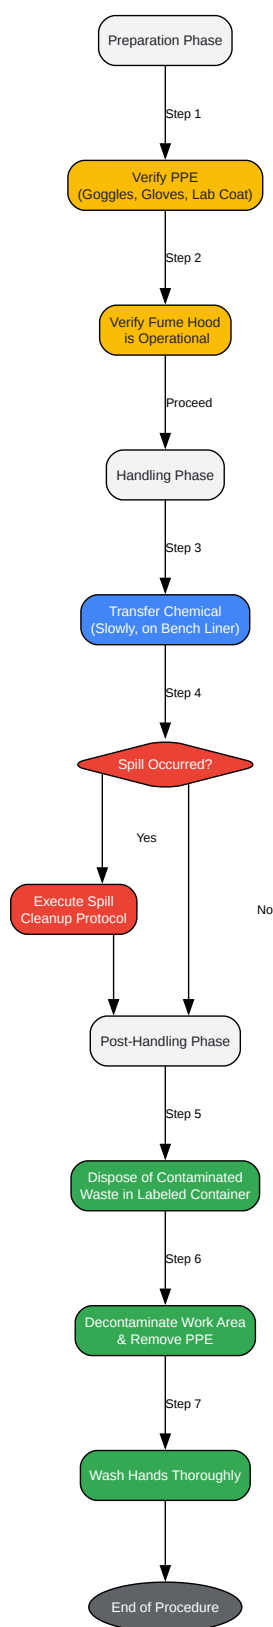 Preparation Phase
Step 1
Verify PPE
(Goggles, Gloves, Lab Coat)
Step 2
Verify Fume Hood
is Operational
Proceed
Handling Phase
Step 3
Transfer Chemical
(Slowly, on Bench Liner)
Step 4
Spill Occurred?
Yes
Execute Spill
Cleanup Protocol
No
Post-Handling Phase
Step 5
Dispose of Contaminated
Waste in Labeled Container
Step 6
Decontaminate Work Area
& Remove PPE
Step 7
Wash Hands Thoroughly
End of Procedure